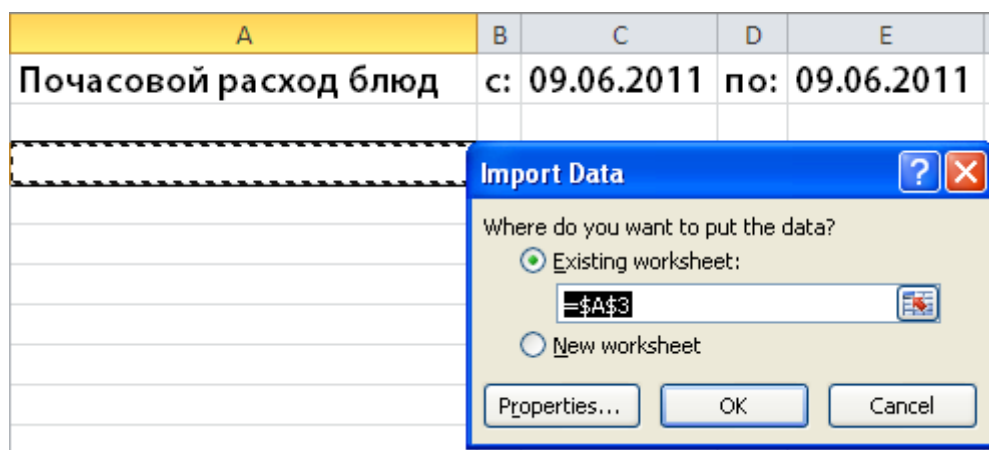 A B C D E
Почасовой расход блюд с: 09.06.2011 по: 09.06.2011
Import Data
Where do you want to put the data?
Existing worksheet:
=$A$3
New worksheet
Properties... OK Cancel